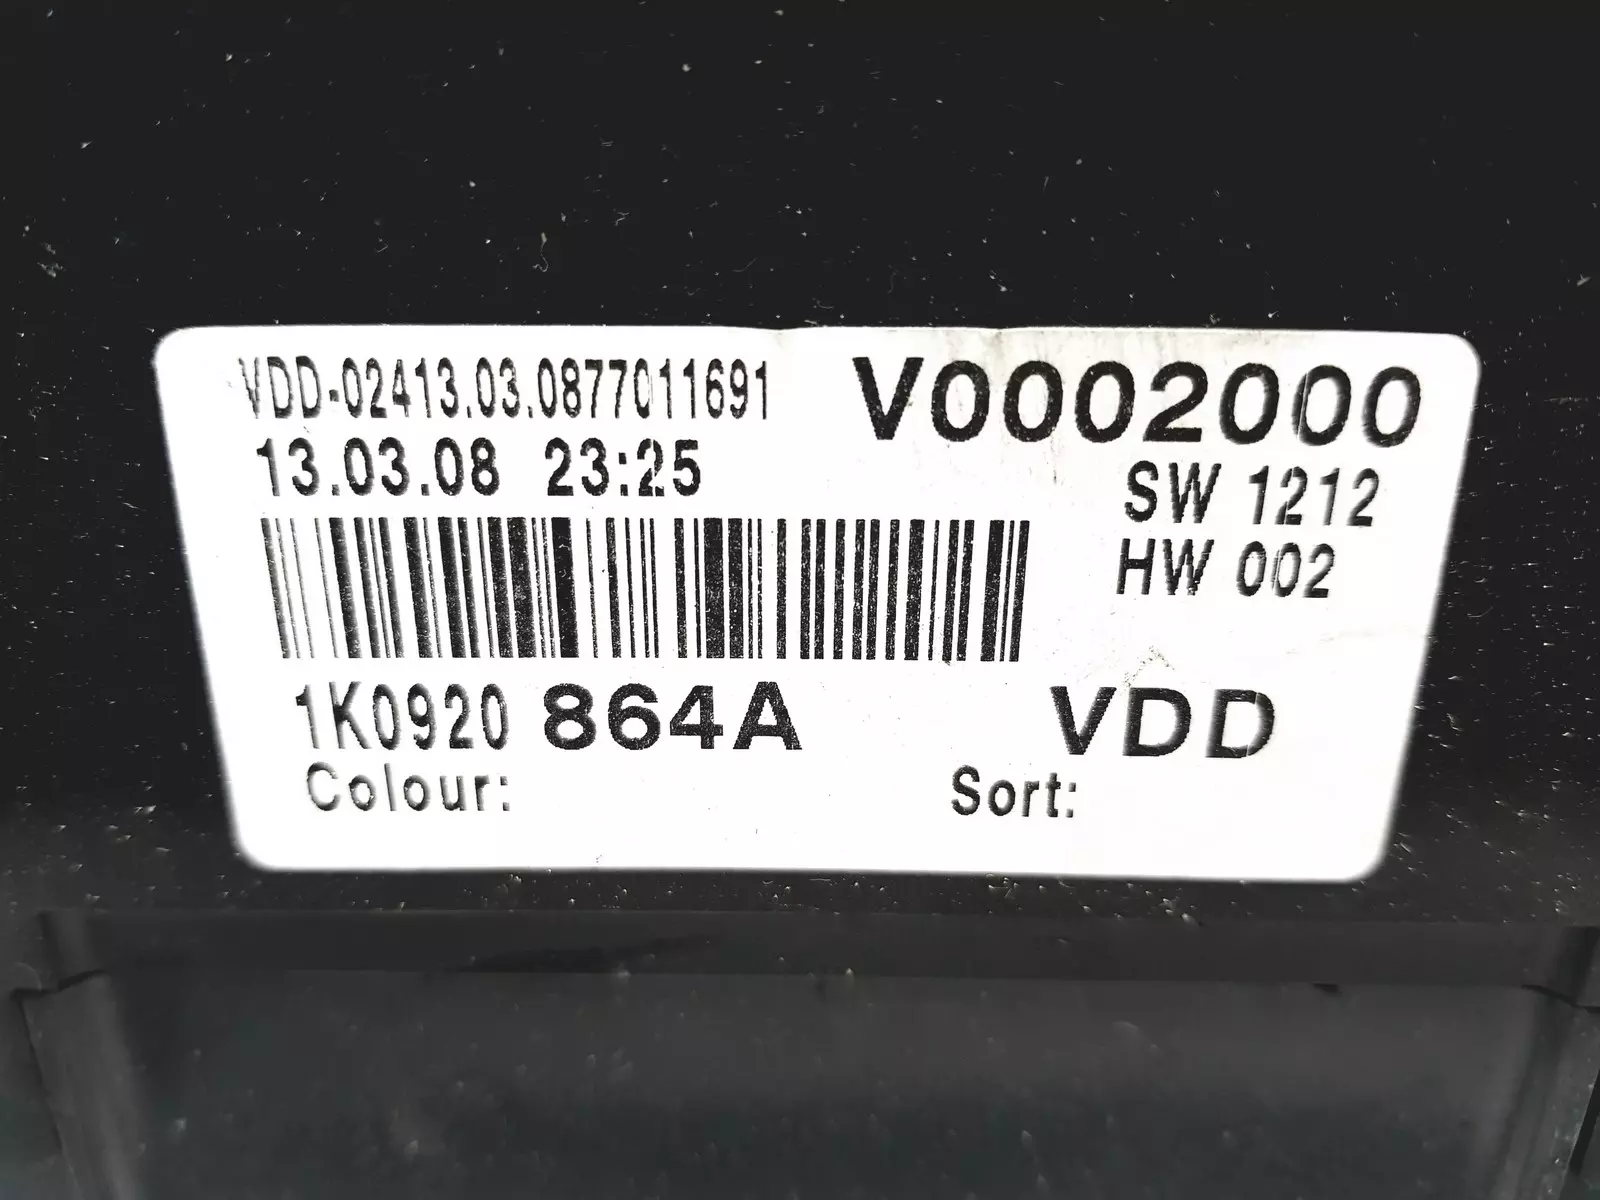 VDD-02413.03.0877011691
V0002000
13.03.08 23:25
SW 1212
HW 002
1K0920 864A
VDD
Colour:
Sort: